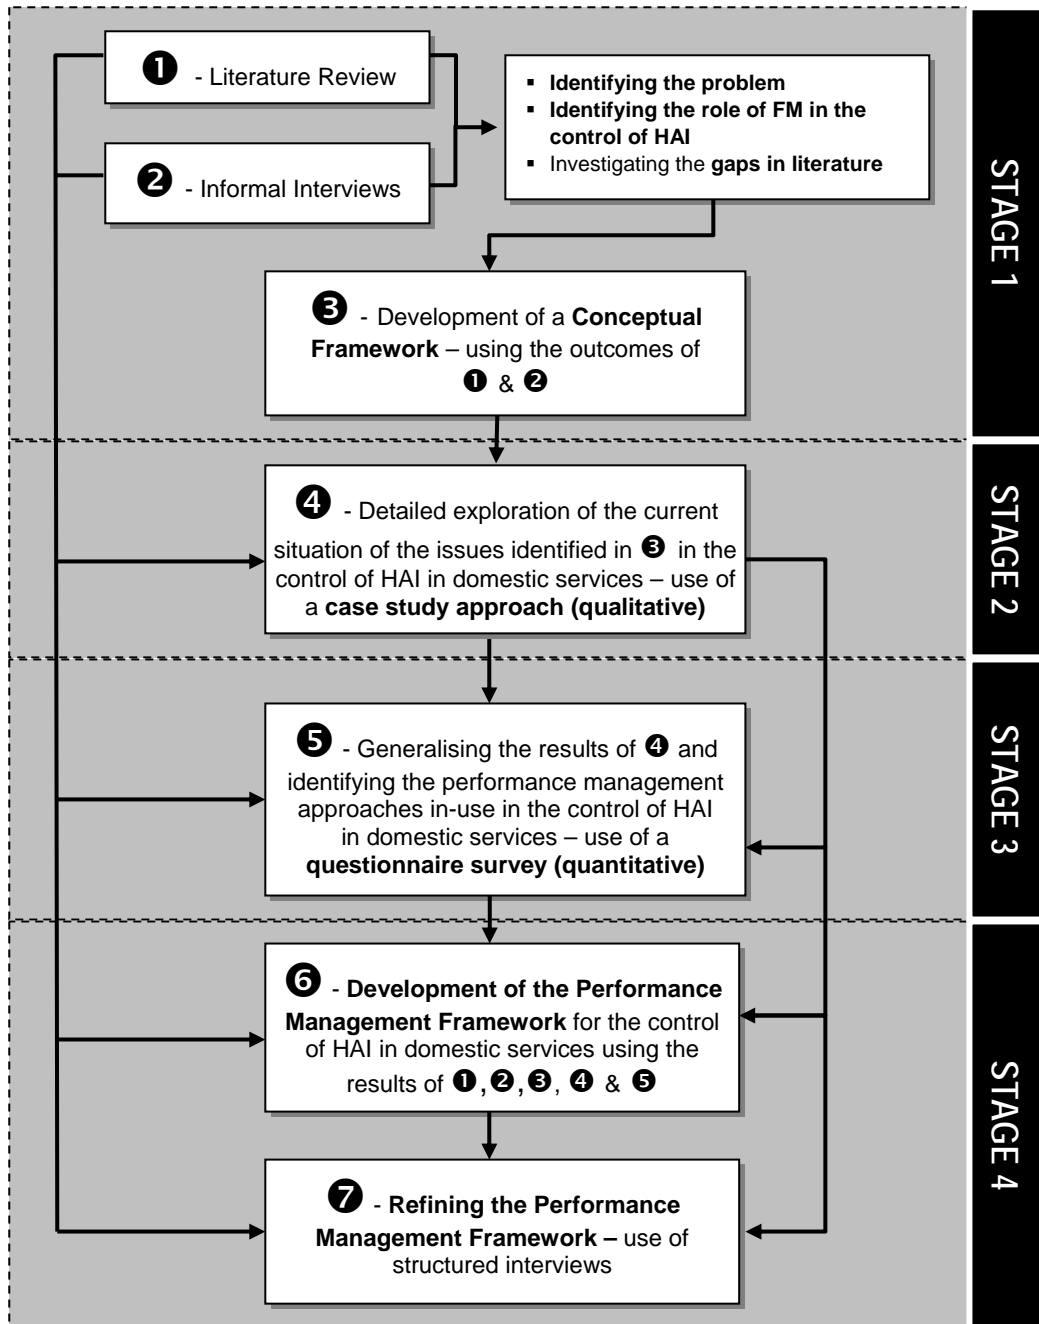 ❶ - Literature Review
❷ - Informal Interviews
▪ Identifying the problem
▪ Identifying the role of FM in the
control of HAI
▪ Investigating the gaps in literature
❸ - Development of a Conceptual
Framework – using the outcomes of
❶ & ❷
STAGE 1
❹ - Detailed exploration of the current
situation of the issues identified in ❸ in the
control of HAI in domestic services – use of
a case study approach (qualitative)
STAGE 2
❺ - Generalising the results of ❹ and
identifying the performance management
approaches in-use in the control of HAI
in domestic services – use of a
questionnaire survey (quantitative)
STAGE 3
❻ - Development of the Performance
Management Framework for the control
of HAI in domestic services using the
results of ❶, ❷, ❸, ❹ & ❺
❼ - Refining the Performance
Management Framework – use of
structured interviews
STAGE 4